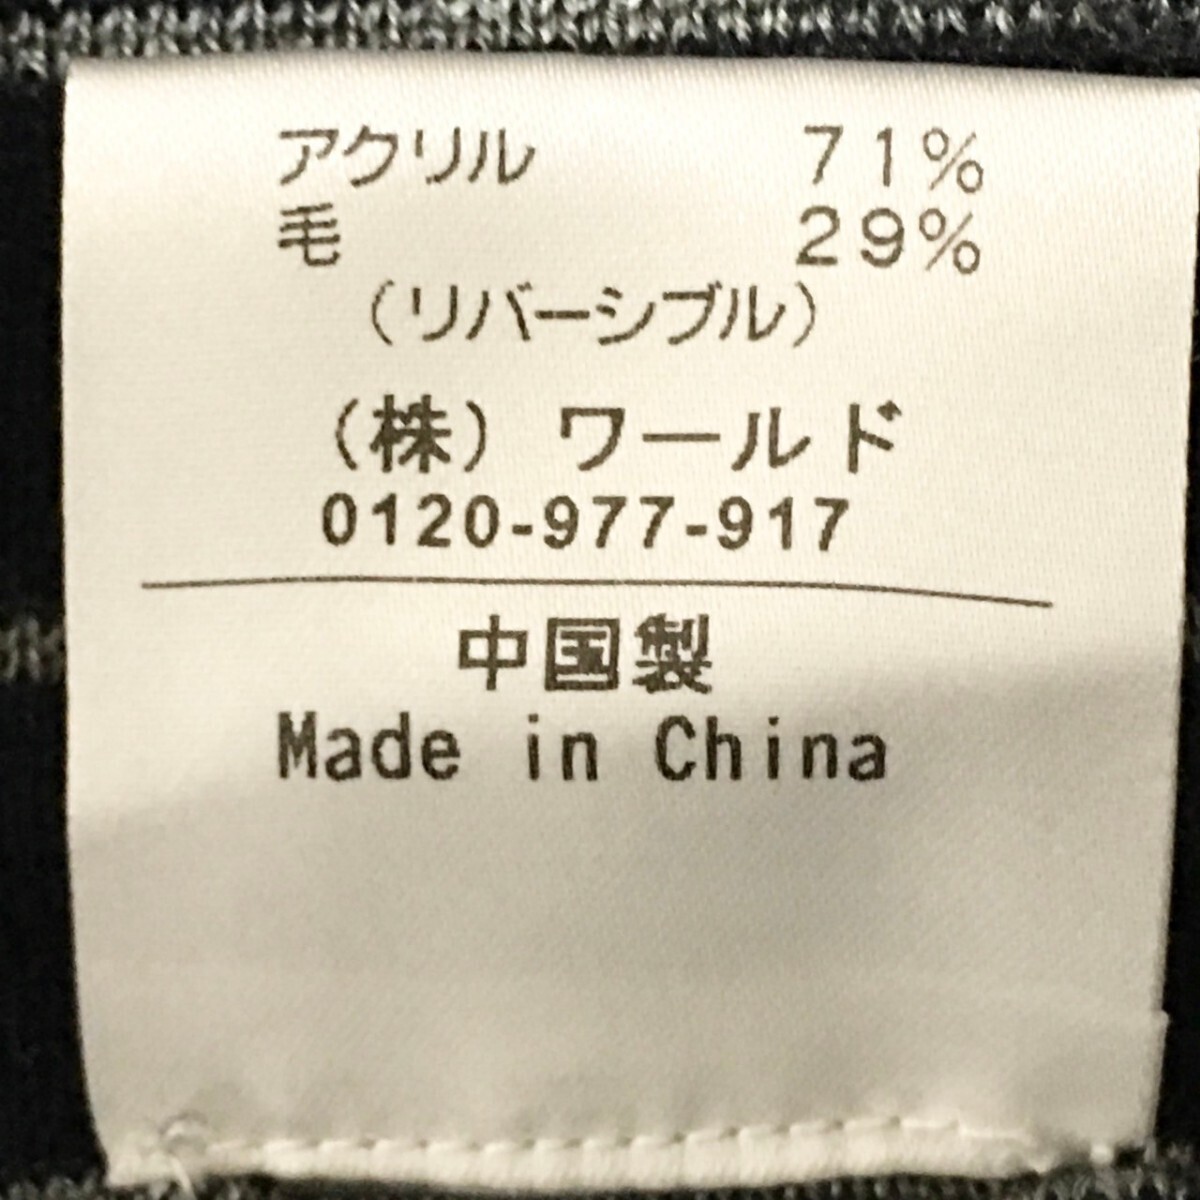 アクリル 71%
毛 29%
(リバーシブル)
(株) ワールド
0120-977-917
中国製
Made in China